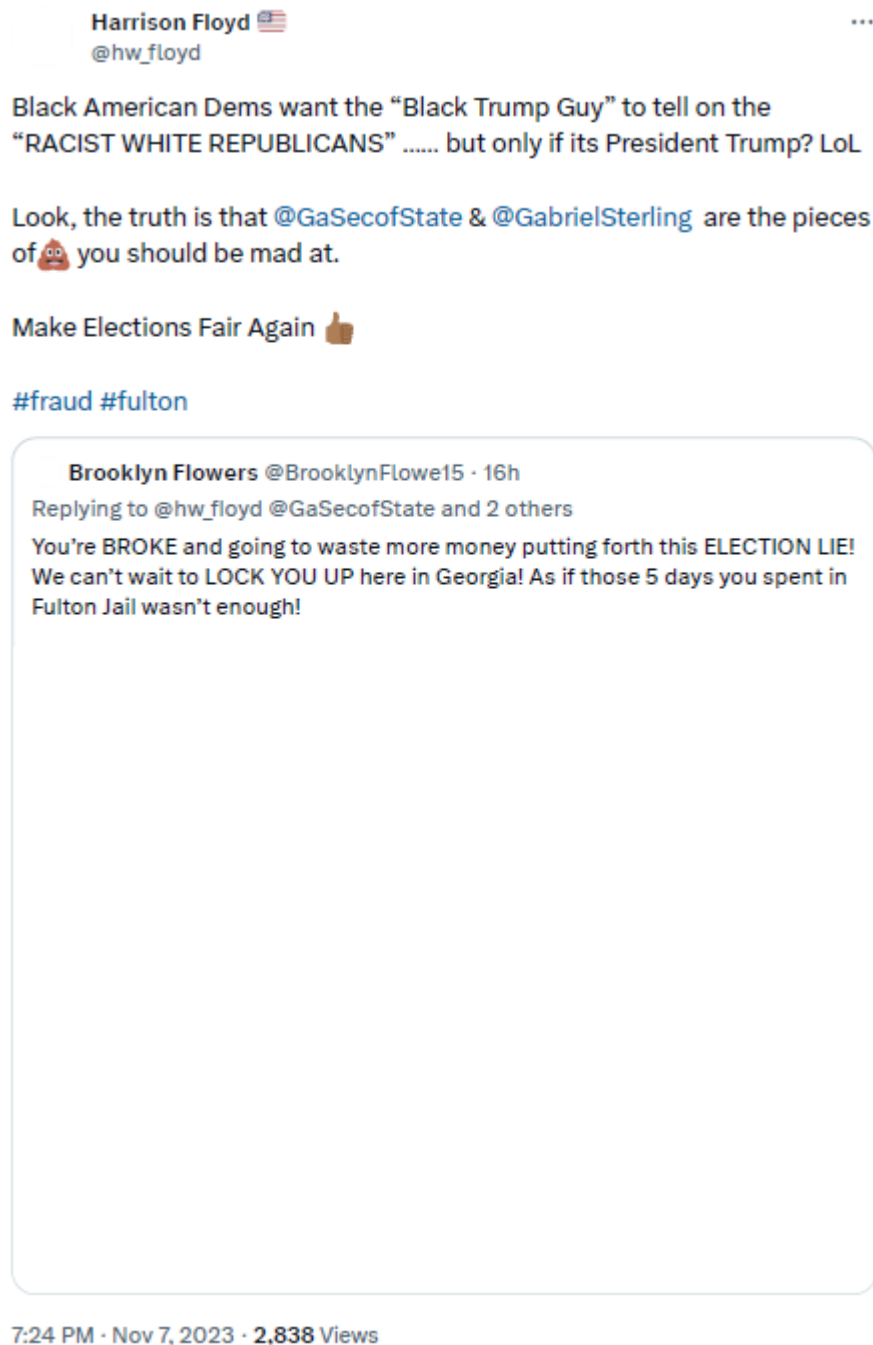 Harrison Floyd 🇺🇸
@hw_floyd
Black American Dems want the “Black Trump Guy” to tell on the
“RACIST WHITE REPUBLICANS” ...... but only if its President Trump? LoL
Look, the truth is that @GaSecofState & @GabrielSterling are the pieces
of💩 you should be mad at.
Make Elections Fair Again 👍🏾
#fraud #fulton
Brooklyn Flowers @BrooklynFlowe15 · 16h
Replying to @hw_floyd @GaSecofState and 2 others
You’re BROKE and going to waste more money putting forth this ELECTION LIE!
We can’t wait to LOCK YOU UP here in Georgia! As if those 5 days you spent in
Fulton Jail wasn’t enough!
7:24 PM · Nov 7, 2023 · 2,838 Views